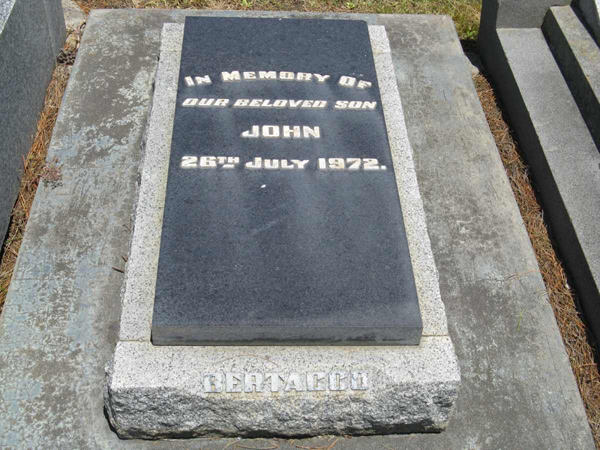 IN MEMORY OF
OUR BELOVED SON
JOHN
26TH JULY 1972.
BERTACCO